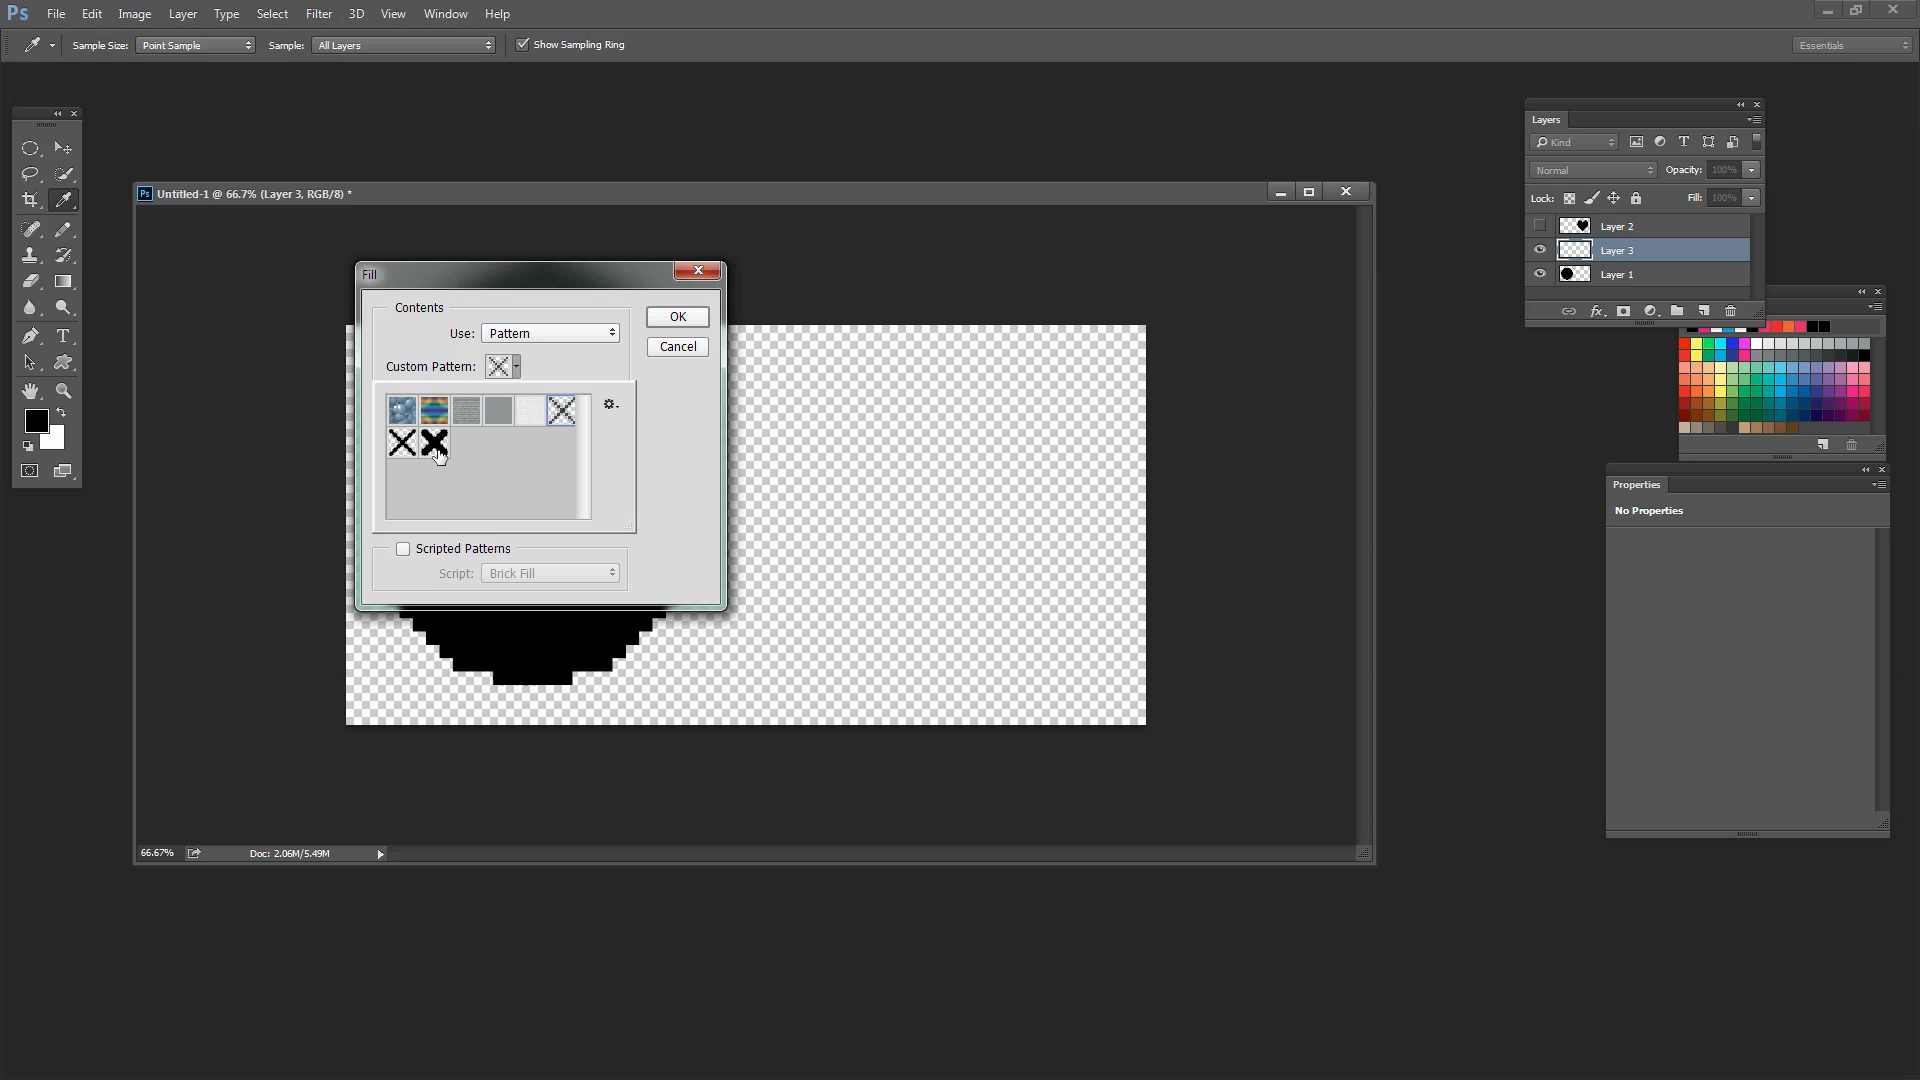 Ps File Edit Image Layer Type Select Filter 3D View Window Help
Sample Size: Point Sample Sample: All Layers Show Sampling Ring Essentials
Layers
Kind
Normal Opacity: 100%
Lock: Fill: 100%
Layer 2
Layer 3
Layer 1
Ps Untitled-1 @ 66.7% (Layer 3, RGB/8) *
Fill
Contents
Use: Pattern
Custom Pattern:
OK
Cancel
Scripted Patterns
Script: Brick Fill
Properties
No Properties
66.67% Doc: 2.06M/5.49M